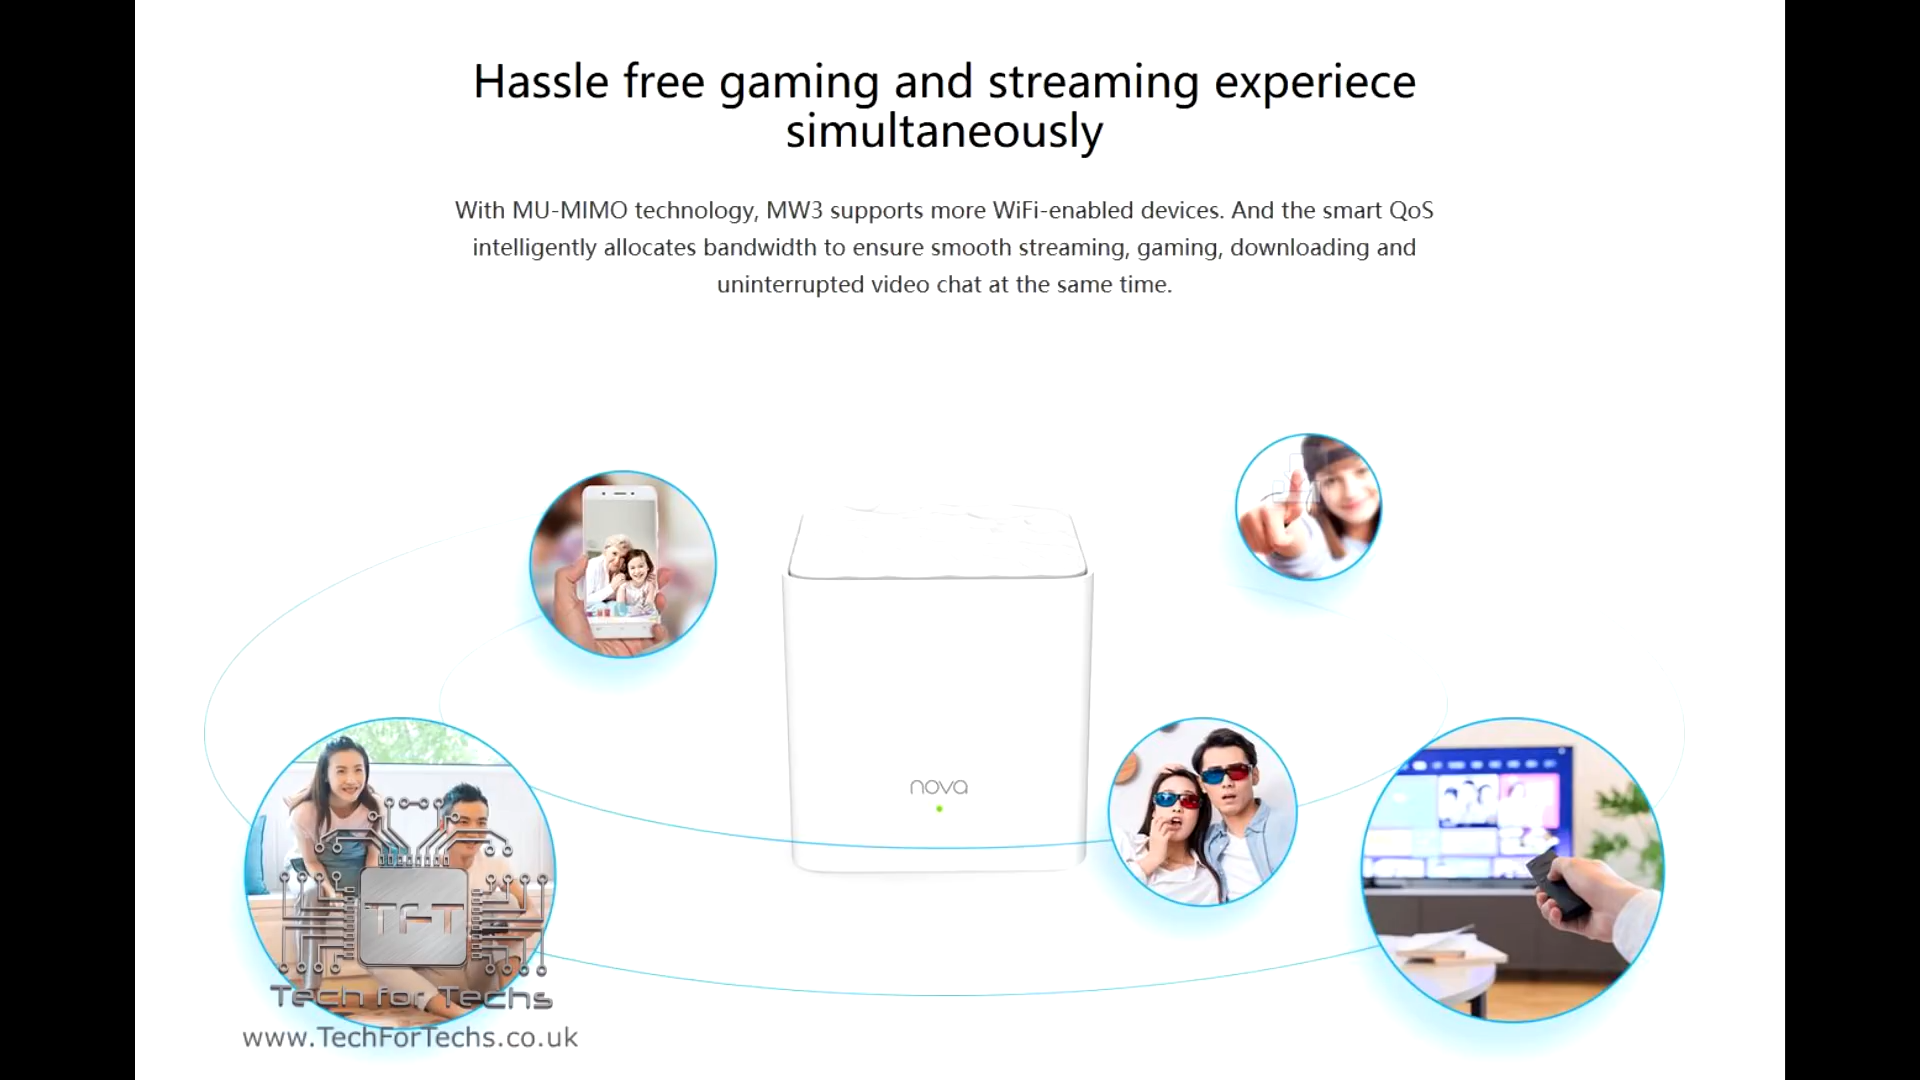 Hassle free gaming and streaming experiece
simultaneously
With MU-MIMO technology, MW3 supports more WiFi-enabled devices. And the smart QoS
intelligently allocates bandwidth to ensure smooth streaming, gaming, downloading and
uninterrupted video chat at the same time.
nova
TFT
Tech for Techs
www.TechForTechs.co.uk